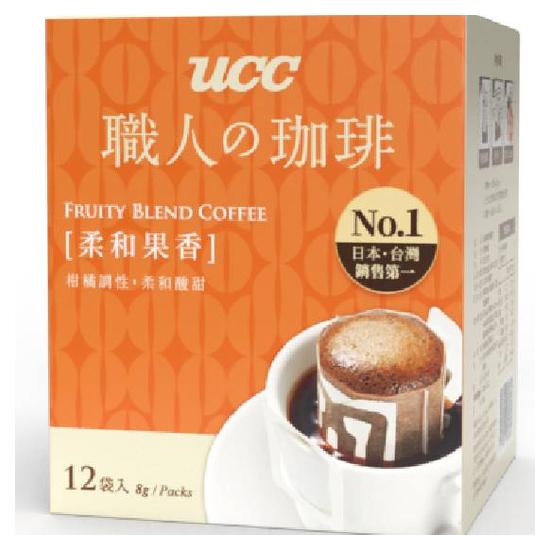 UCC
職人の珈琲
FRUITY BLEND COFFEE
[柔和果香]
柑橘調性,柔和酸甜
No.1
日本・台灣
銷售第一
12袋入 8g/Packs